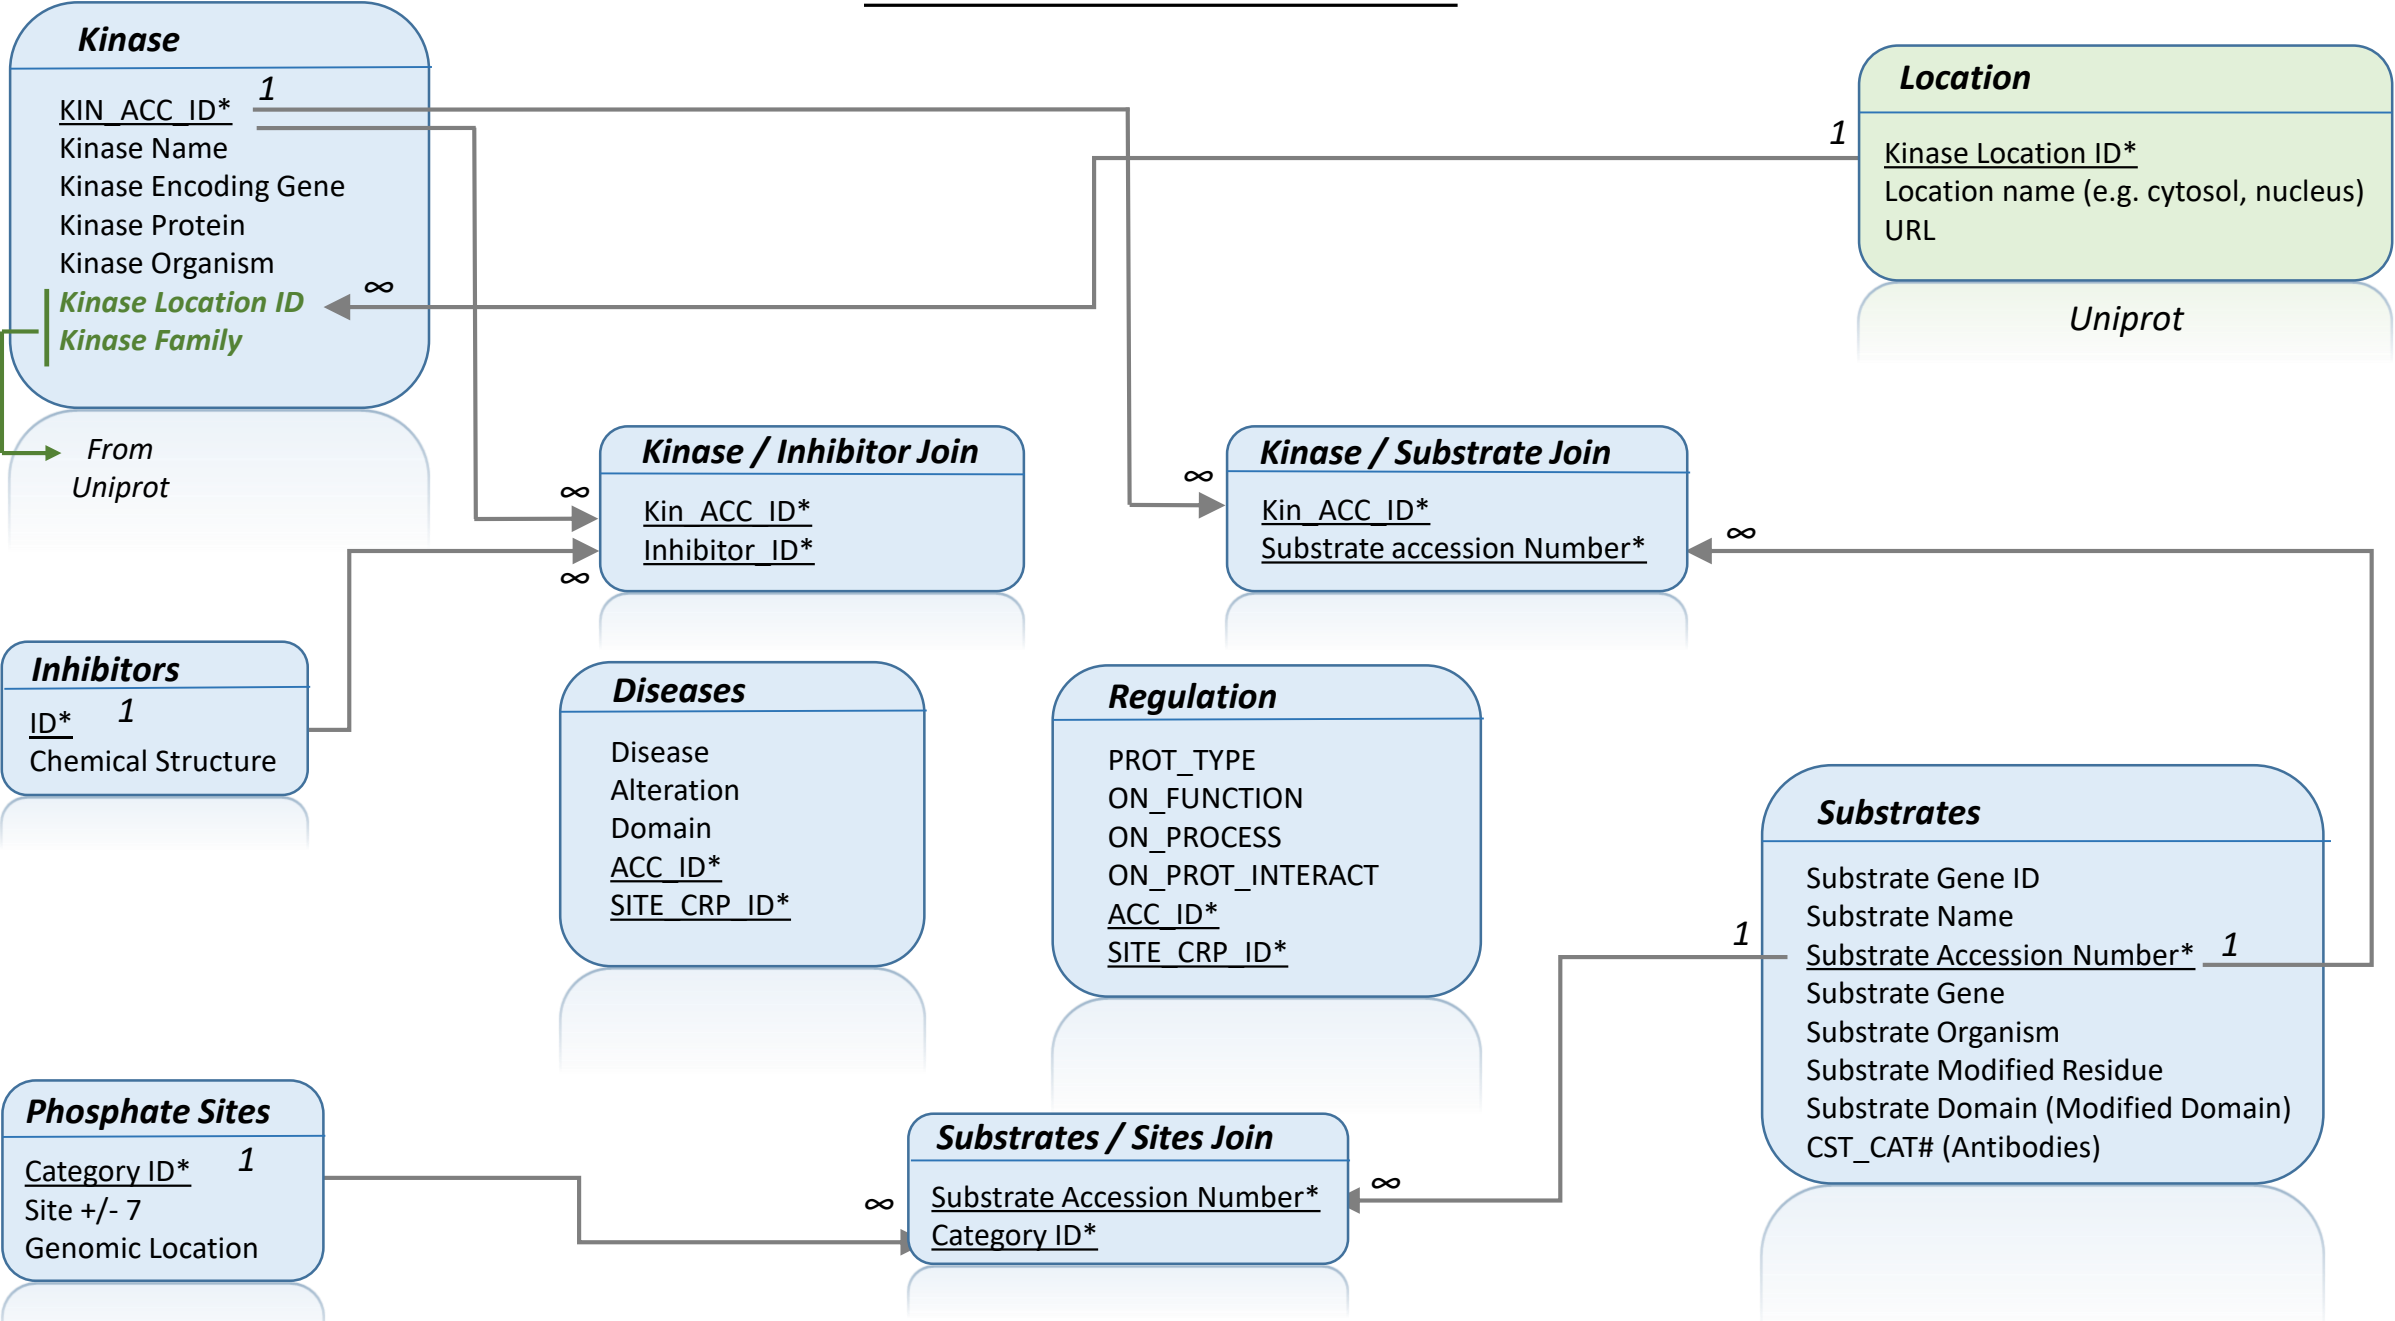 Kinase
1
KIN_ACC_ID*
Kinase Name
Kinase Encoding Gene
Kinase Protein
Kinase Organism
Kinase Location ID
Kinase Family
∞
From
Uniprot
Location
1
Kinase Location ID*
Location name (e.g. cytosol, nucleus)
URL
Uniprot
Kinase / Inhibitor Join
∞
Kin_ACC_ID*
Inhibitor_ID*
∞
Kinase / Substrate Join
∞
Kin_ACC_ID*
Substrate accession Number*
∞
Inhibitors
1
ID*
Chemical Structure
Diseases
Disease
Alteration
Domain
ACC_ID*
SITE_CRP_ID*
Regulation
PROT_TYPE
ON_FUNCTION
ON_PROCESS
ON_PROT_INTERACT
ACC_ID*
SITE_CRP_ID*
Substrates
Substrate Gene ID
Substrate Name
1
Substrate Accession Number* 1
Substrate Gene
Substrate Organism
Substrate Modified Residue
Substrate Domain (Modified Domain)
CST_CAT# (Antibodies)
Phosphate Sites
Category ID* 1
Site +/- 7
Genomic Location
Substrates / Sites Join
∞
Substrate Accession Number*
Category ID*
∞